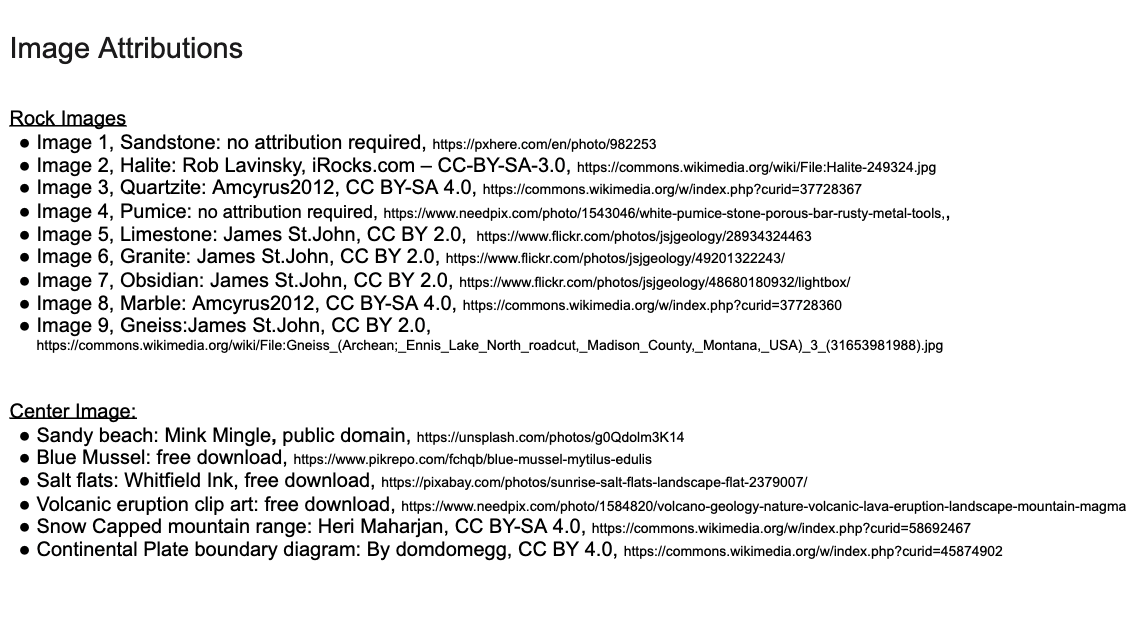 Image Attributions
Rock Images
● Image 1, Sandstone: no attribution required, https://pxhere.com/en/photo/982253
● Image 2, Halite: Rob Lavinsky, iRocks.com – CC-BY-SA-3.0, https://commons.wikimedia.org/wiki/File:Halite-249324.jpg
● Image 3, Quartzite: Amcyrus2012, CC BY-SA 4.0, https://commons.wikimedia.org/w/index.php?curid=37728367
● Image 4, Pumice: no attribution required, https://www.needpix.com/photo/1543046/white-pumice-stone-porous-bar-rusty-metal-tools,,
● Image 5, Limestone: James St.John, CC BY 2.0, https://www.flickr.com/photos/jsjgeology/28934324463
● Image 6, Granite: James St.John, CC BY 2.0, https://www.flickr.com/photos/jsjgeology/49201322243/
● Image 7, Obsidian: James St.John, CC BY 2.0, https://www.flickr.com/photos/jsjgeology/48680180932/lightbox/
● Image 8, Marble: Amcyrus2012, CC BY-SA 4.0, https://commons.wikimedia.org/w/index.php?curid=37728360
● Image 9, Gneiss:James St.John, CC BY 2.0,
https://commons.wikimedia.org/wiki/File:Gneiss_(Archean;_Ennis_Lake_North_roadcut,_Madison_County,_Montana,_USA)_3_(31653981988).jpg
Center Image:
● Sandy beach: Mink Mingle, public domain, https://unsplash.com/photos/g0Qdolm3K14
● Blue Mussel: free download, https://www.pikrepo.com/fchqb/blue-mussel-mytilus-edulis
● Salt flats: Whitfield Ink, free download, https://pixabay.com/photos/sunrise-salt-flats-landscape-flat-2379007/
● Volcanic eruption clip art: free download, https://www.needpix.com/photo/1584820/volcano-geology-nature-volcanic-lava-eruption-landscape-mountain-magma
● Snow Capped mountain range: Heri Maharjan, CC BY-SA 4.0, https://commons.wikimedia.org/w/index.php?curid=58692467
● Continental Plate boundary diagram: By domdomegg, CC BY 4.0, https://commons.wikimedia.org/w/index.php?curid=45874902